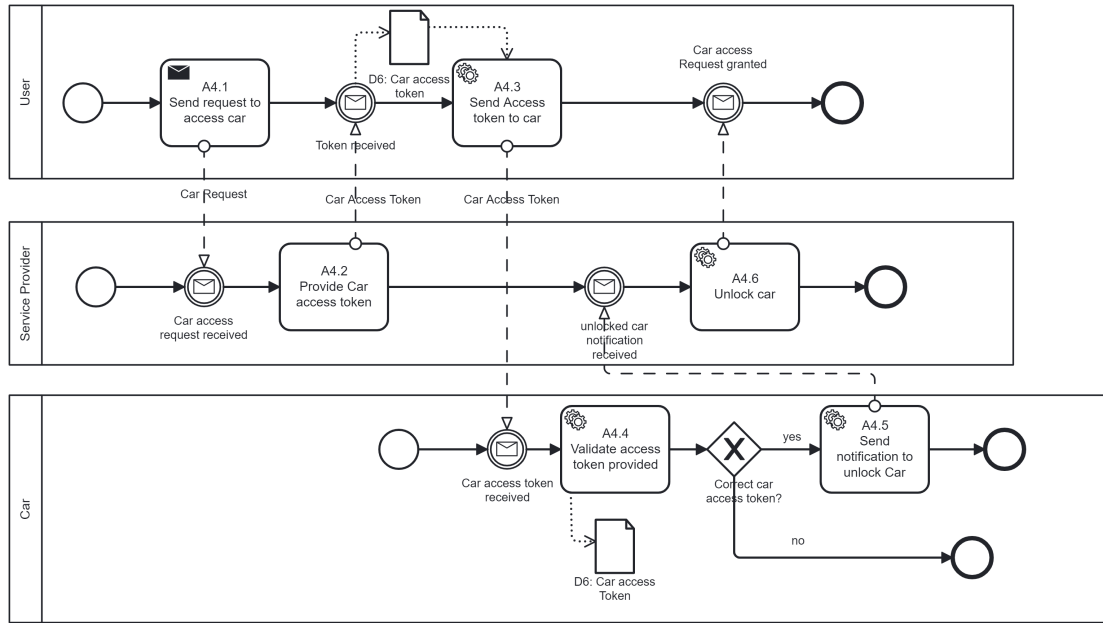 User
A4.1
Send request to
access car
Token received
D6: Car access
token
A4.3
Send Access
token to car
Car access
Request granted
Car Request
Car Access Token
Car Access Token
Service Provider
Car access
request received
A4.2
Provide Car
access token
unlocked car
notification
received
A4.6
Unlock car
Car
Car access token
received
A4.4
Validate access
token provided
D6: Car access
Token
Correct car
access token?
yes
no
A4.5
Send
notification to
unlock Car